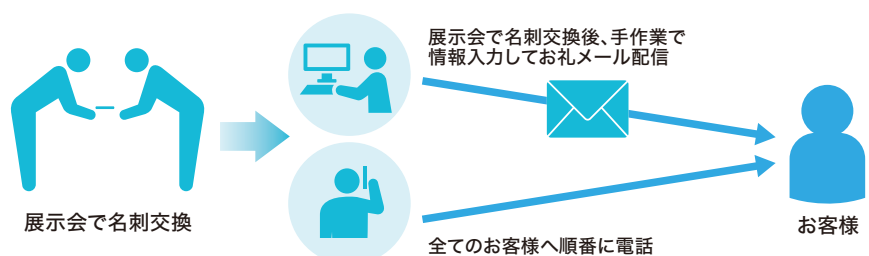 展示会で名刺交換後、手作業で
情報入力してお礼メール配信
展示会で名刺交換
全てのお客様へ順番に電話
お客様